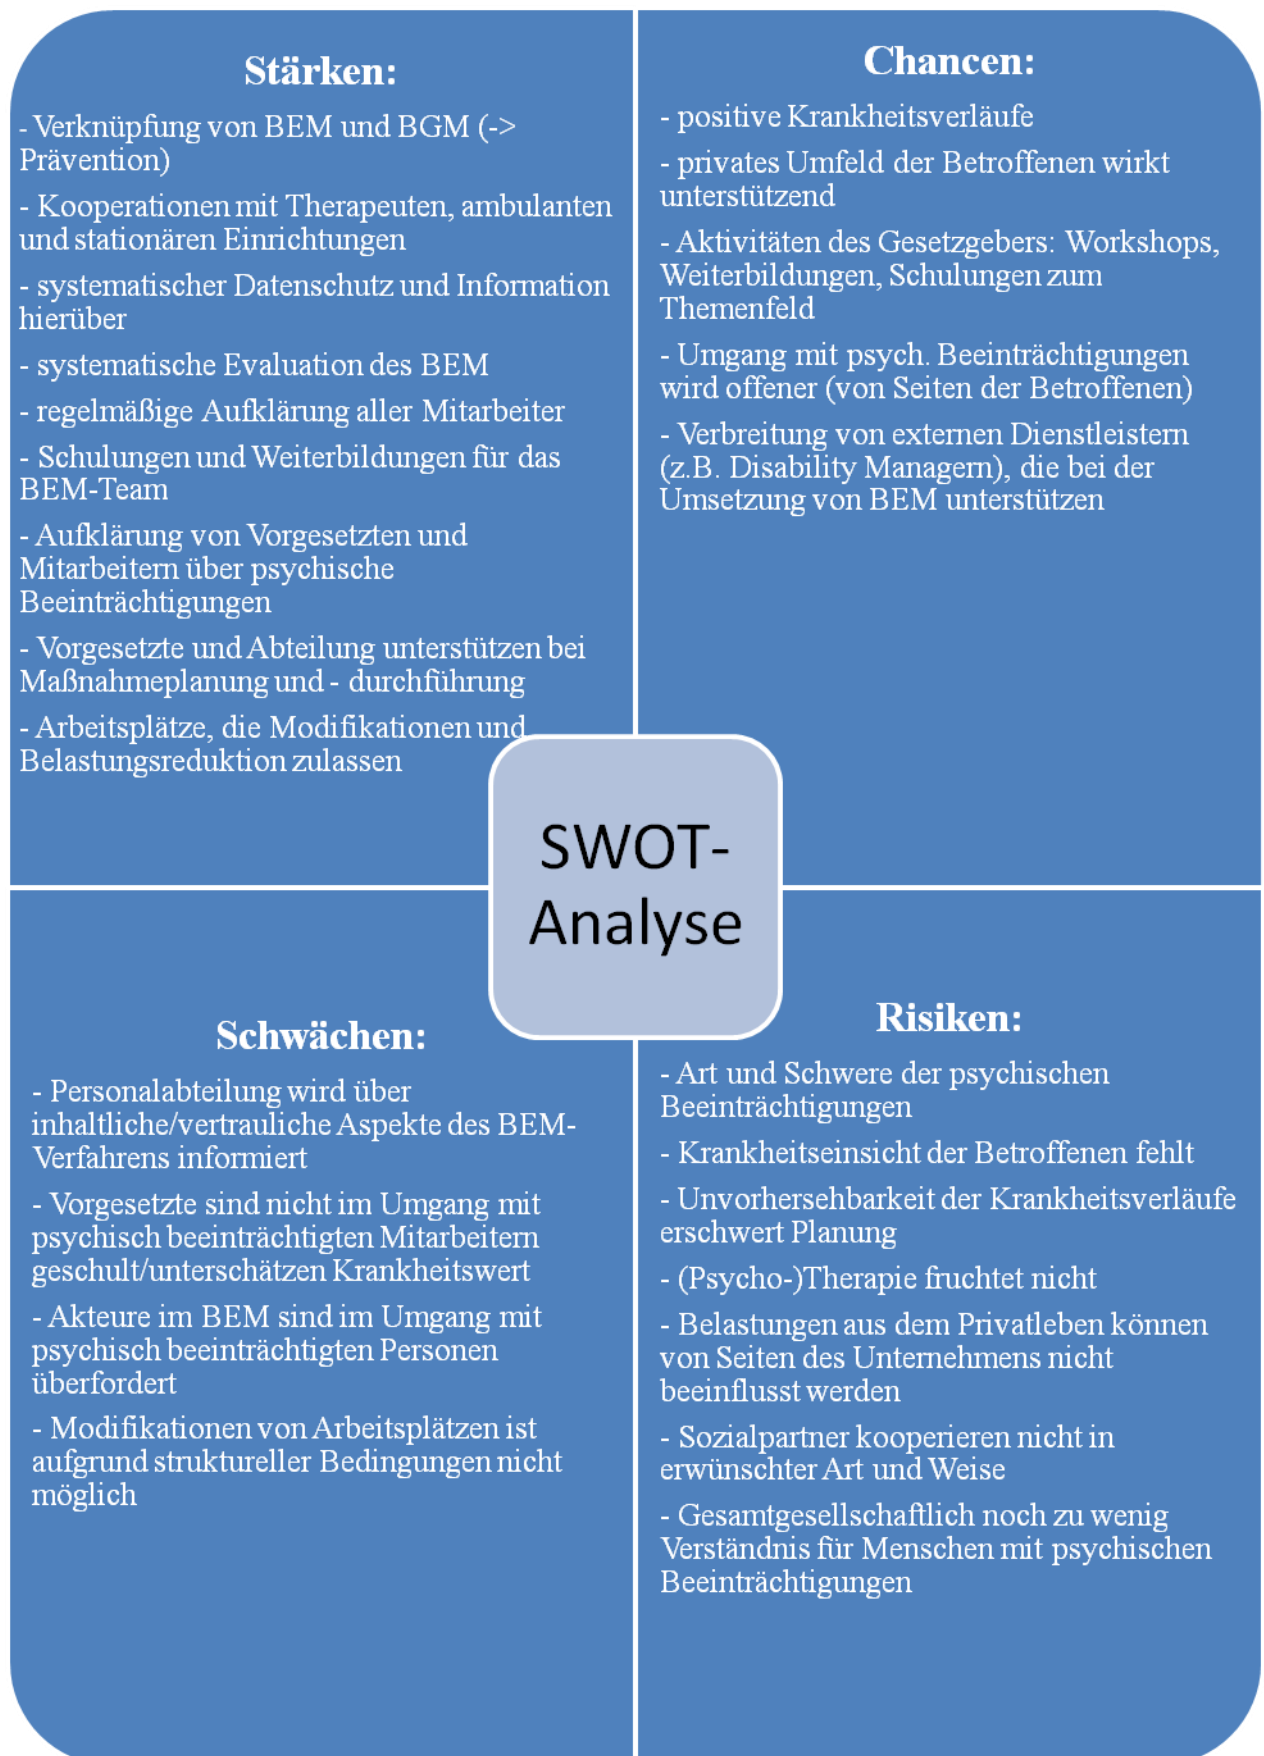 Stärken:
- Verknüpfung von BEM und BGM (->
Prävention)
- Kooperationen mit Therapeuten, ambulanten
und stationären Einrichtungen
- systematischer Datenschutz und Information
hierüber
- systematische Evaluation des BEM
- regelmäßige Aufklärung aller Mitarbeiter
- Schulungen und Weiterbildungen für das
BEM-Team
- Aufklärung von Vorgesetzten und
Mitarbeitern über psychische
Beeinträchtigungen
- Vorgesetzte und Abteilung unterstützen bei
Maßnahmeplanung und - durchführung
- Arbeitsplätze, die Modifikationen und
Belastungsreduktion zulassen
Chancen:
- positive Krankheitsverläufe
- privates Umfeld der Betroffenen wirkt
unterstützend
- Aktivitäten des Gesetzgebers: Workshops,
Weiterbildungen, Schulungen zum
Themenfeld
- Umgang mit psych. Beeinträchtigungen
wird offener (von Seiten der Betroffenen)
- Verbreitung von externen Dienstleistern
(z.B. Disability Managern), die bei der
Umsetzung von BEM unterstützen
SWOT-
Analyse
Schwächen:
- Personalabteilung wird über
inhaltliche/vertrauliche Aspekte des BEM-
Verfahrens informiert
- Vorgesetzte sind nicht im Umgang mit
psychisch beeinträchtigten Mitarbeitern
geschult/unterschätzen Krankheitswert
- Akteure im BEM sind im Umgang mit
psychisch beeinträchtigten Personen
überfordert
- Modifikationen von Arbeitsplätzen ist
aufgrund struktureller Bedingungen nicht
möglich
Risiken:
- Art und Schwere der psychischen
Beeinträchtigungen
- Krankheitseinsicht der Betroffenen fehlt
- Unvorhersehbarkeit der Krankheitsverläufe
erschwert Planung
- (Psycho-)Therapie fruchtet nicht
- Belastungen aus dem Privatleben können
von Seiten des Unternehmens nicht
beeinflusst werden
- Sozialpartner kooperieren nicht in
erwünschter Art und Weise
- Gesamtgesellschaftlich noch zu wenig
Verständnis für Menschen mit psychischen
Beeinträchtigungen